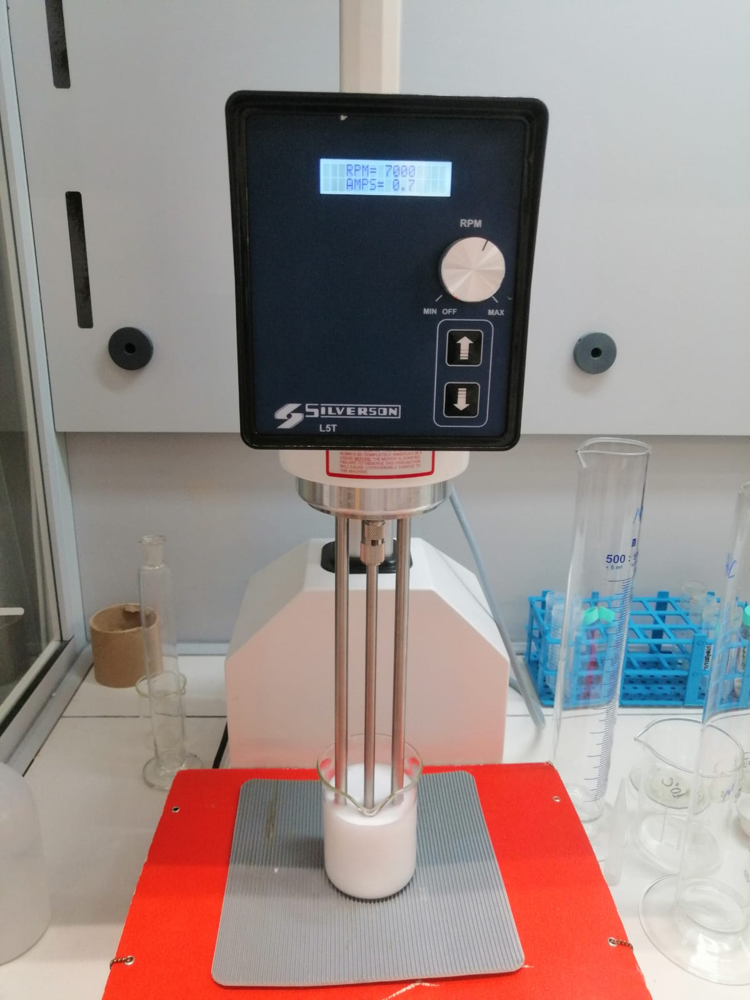 RPM= 7000
AMPS= 0.7
RPM
MIN OFF MAX
SILVERSON
L5T
ALWAYS BE COMPLETELY IMMERSED IN A
LIQUID BEFORE THE MOTOR IS STARTED
FAILURE TO OBSERVE THIS PRECAUTION
WILL CAUSE CONSIDERABLE DAMAGE TO
THE MACHINE
500